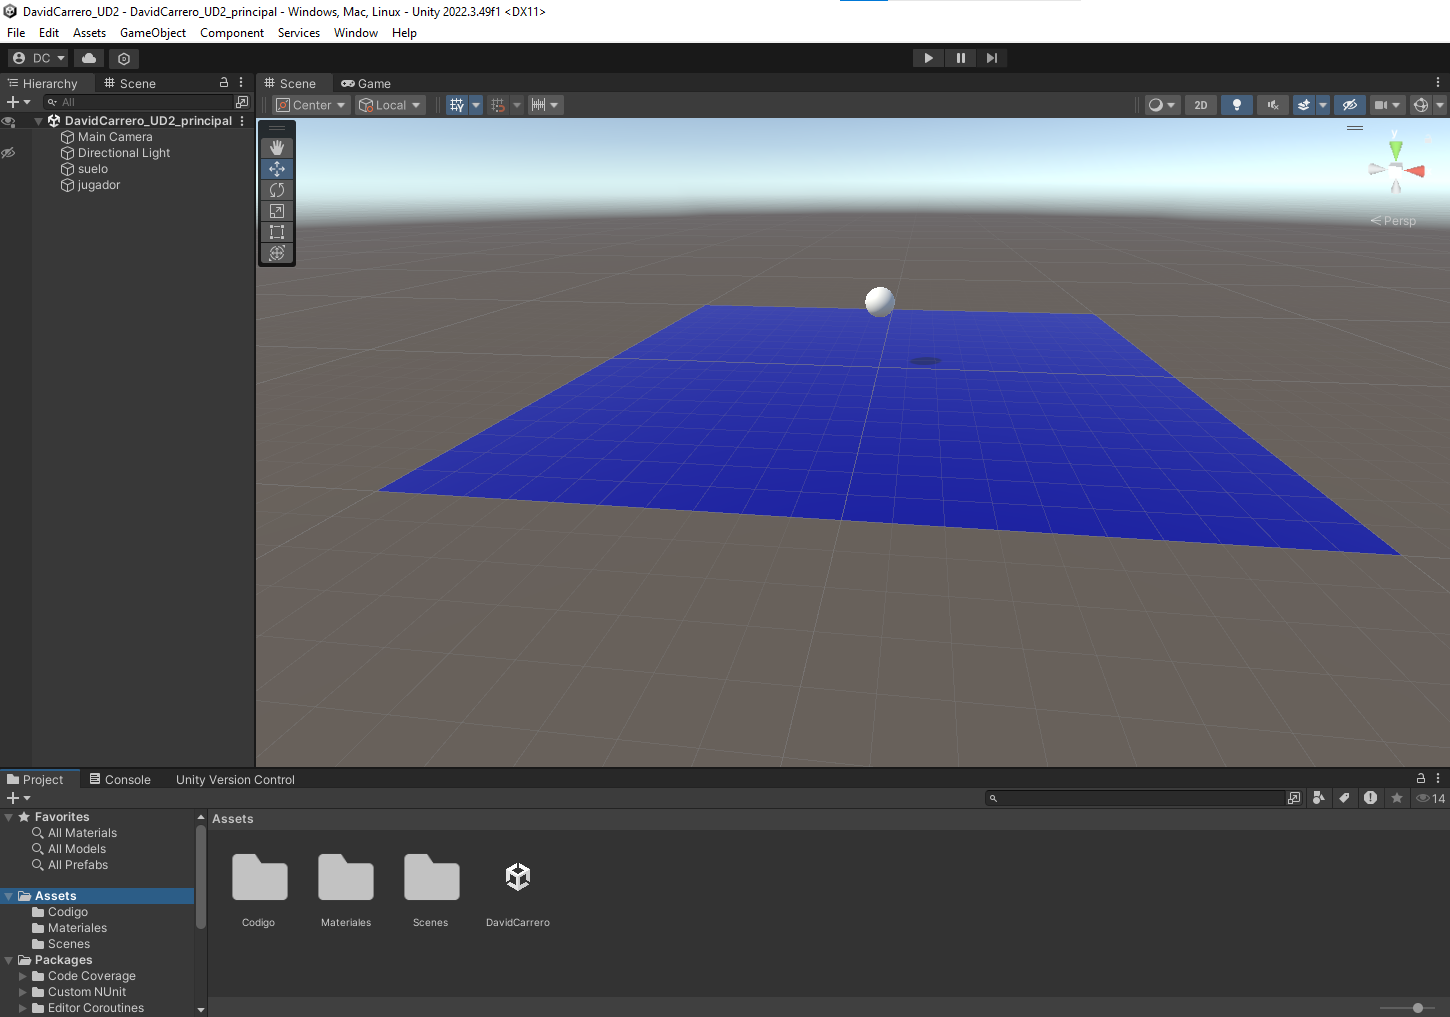 DavidCarrero_UD2 - DavidCarrero_UD2_principal - Windows, Mac, Linux - Unity 2022.3.49f1 <DX11>
File Edit Assets GameObject Component Services Window Help
DC
Hierarchy Scene
All
DavidCarrero_UD2_principal
Main Camera
Directional Light
suelo
jugador
Scene Game
Center Local 2D
y
Persp
Project Console Unity Version Control
14
Favorites
All Materials
All Models
All Prefabs
Assets
Codigo
Materiales
Scenes
Packages
Code Coverage
Custom NUnit
Editor Coroutines
Assets
Codigo Materiales Scenes DavidCarrero